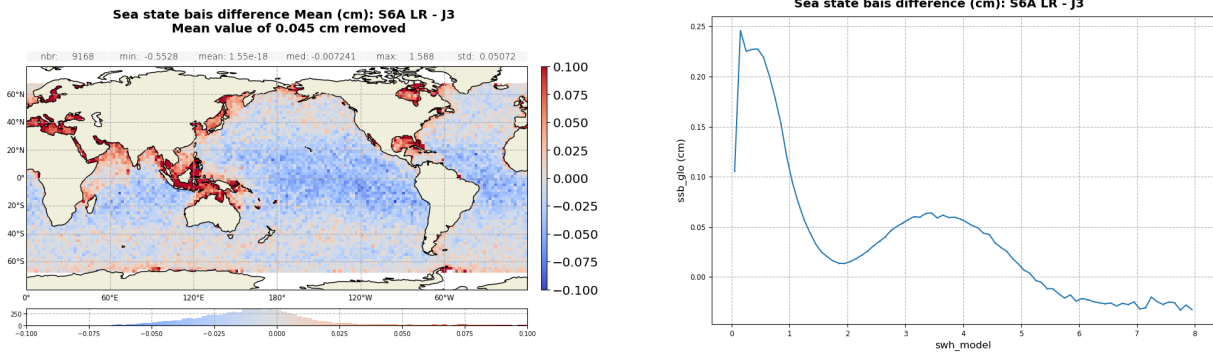 Sea state bais difference Mean (cm): S6A LR - J3
Mean value of 0.045 cm removed
nbr: 9168 min: -0.5528 mean: 1.55e-18 med: -0.007241 max: 1.588 std: 0.05072
60°N
40°N
20°N
0°
20°S
40°S
60°S
0° 60°E 120°E 180° 120°W 60°W
0.100
0.075
0.050
0.025
0.000
−0.025
−0.050
−0.075
−0.100
250
0
−0.100 −0.075 −0.050 −0.025 0.000 0.025 0.050 0.075 0.100
Sea state bais difference (cm): S6A LR - J3
0.25
0.20
0.15
0.10
0.05
0.00
ssb_glo (cm)
0 1 2 3 4 5 6 7 8
swh_model